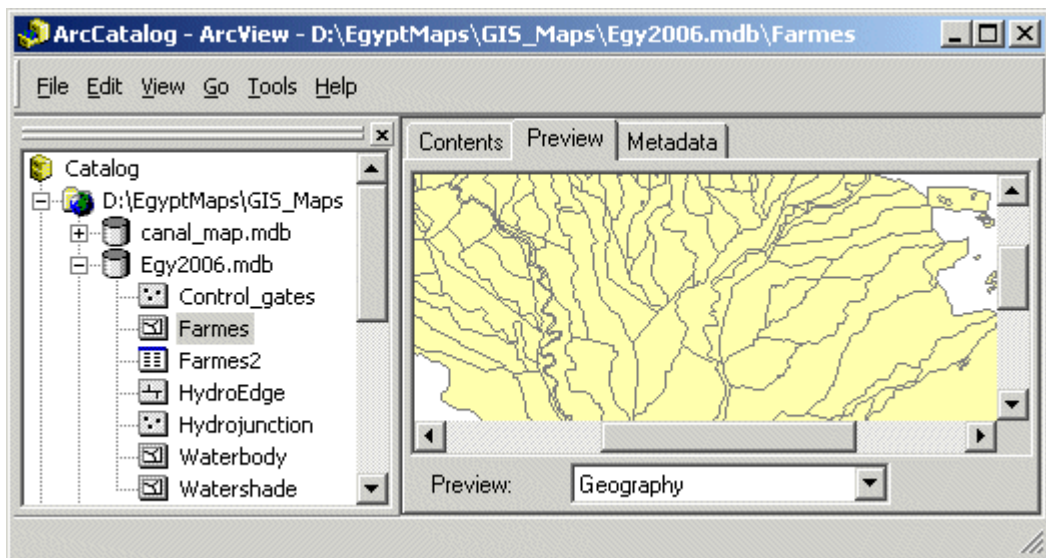 ArcCatalog - ArcView - D:\EgyptMaps\GIS_Maps\Egy2006.mdb\Farmes
File Edit View Go Tools Help
Catalog
D:\EgyptMaps\GIS_Maps
canal_map.mdb
Egy2006.mdb
Control_gates
Farmes
Farmes2
HydroEdge
Hydrojunction
Waterbody
Watershade
Contents Preview Metadata
Preview: Geography